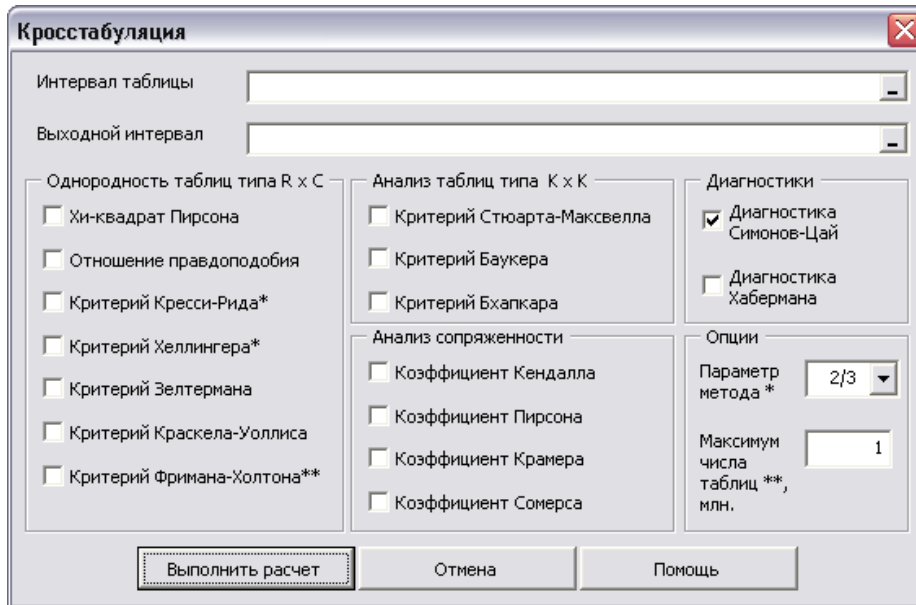 Кросстабуляция
Интервал таблицы
Выходной интервал
Однородность таблиц типа R x C
Хи-квадрат Пирсона
Отношение правдоподобия
Критерий Кресси-Рида*
Критерий Хеллингера*
Критерий Зелтермана
Критерий Краскела-Уоллиса
Критерий Фримана-Холтона**
Анализ таблиц типа K x K
Критерий Стюарта-Максвелла
Критерий Баукера
Критерий Бхапкара
Анализ сопряженности
Коэффициент Кендалла
Коэффициент Пирсона
Коэффициент Крамера
Коэффициент Сомерса
Диагностики
Диагностика
Симонов-Цай
Диагностика
Хабермана
Опции
Параметр
метода *
2/3
Максимум
числа
таблиц **,
млн.
1
Выполнить расчет
Отмена
Помощь